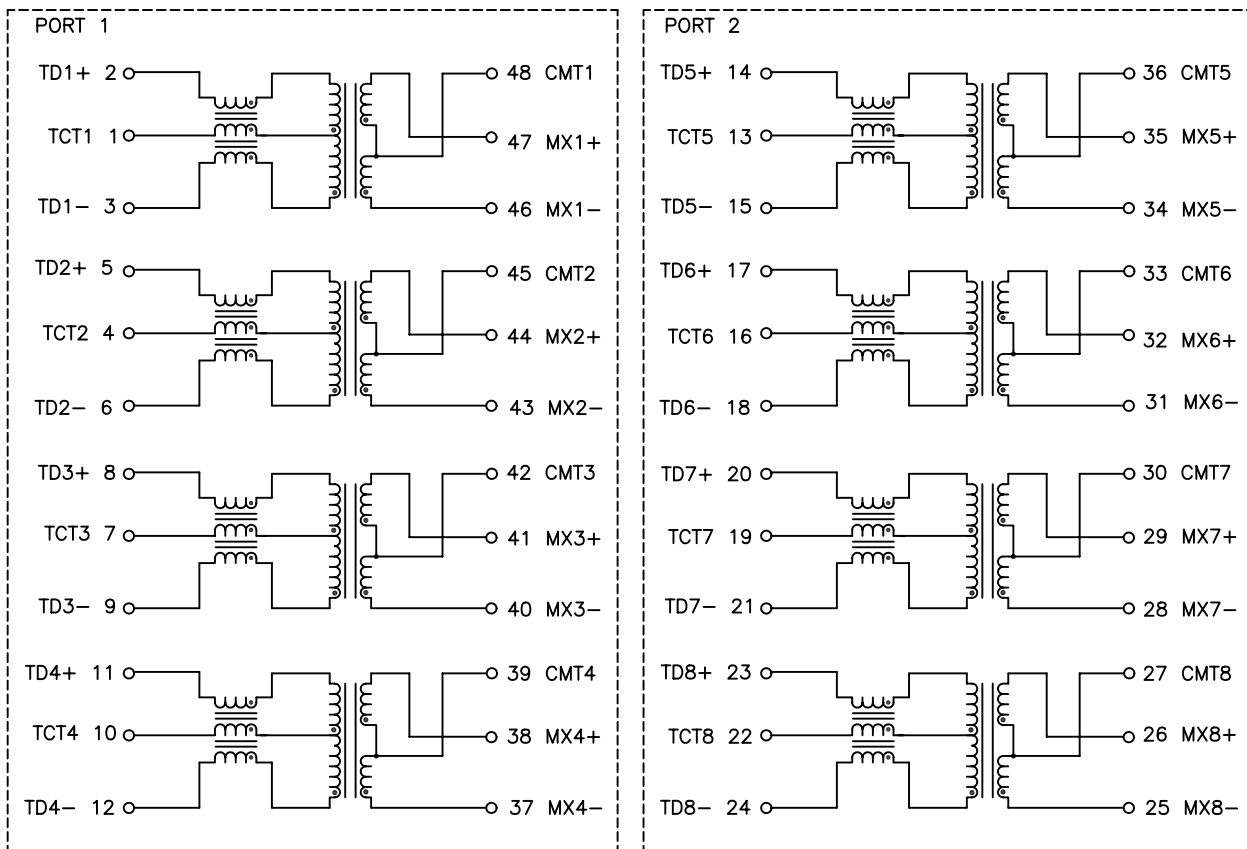 PORT 1
TD1+ 2
48 CMT1
TCT1 1
47 MX1+
TD1− 3
46 MX1−
TD2+ 5
45 CMT2
TCT2 4
44 MX2+
TD2− 6
43 MX2−
TD3+ 8
42 CMT3
TCT3 7
41 MX3+
TD3− 9
40 MX3−
TD4+ 11
39 CMT4
TCT4 10
38 MX4+
TD4− 12
37 MX4−
PORT 2
TD5+ 14
36 CMT5
TCT5 13
35 MX5+
TD5− 15
34 MX5−
TD6+ 17
33 CMT6
TCT6 16
32 MX6+
TD6− 18
31 MX6−
TD7+ 20
30 CMT7
TCT7 19
29 MX7+
TD7− 21
28 MX7−
TD8+ 23
27 CMT8
TCT8 22
26 MX8+
TD8− 24
25 MX8−